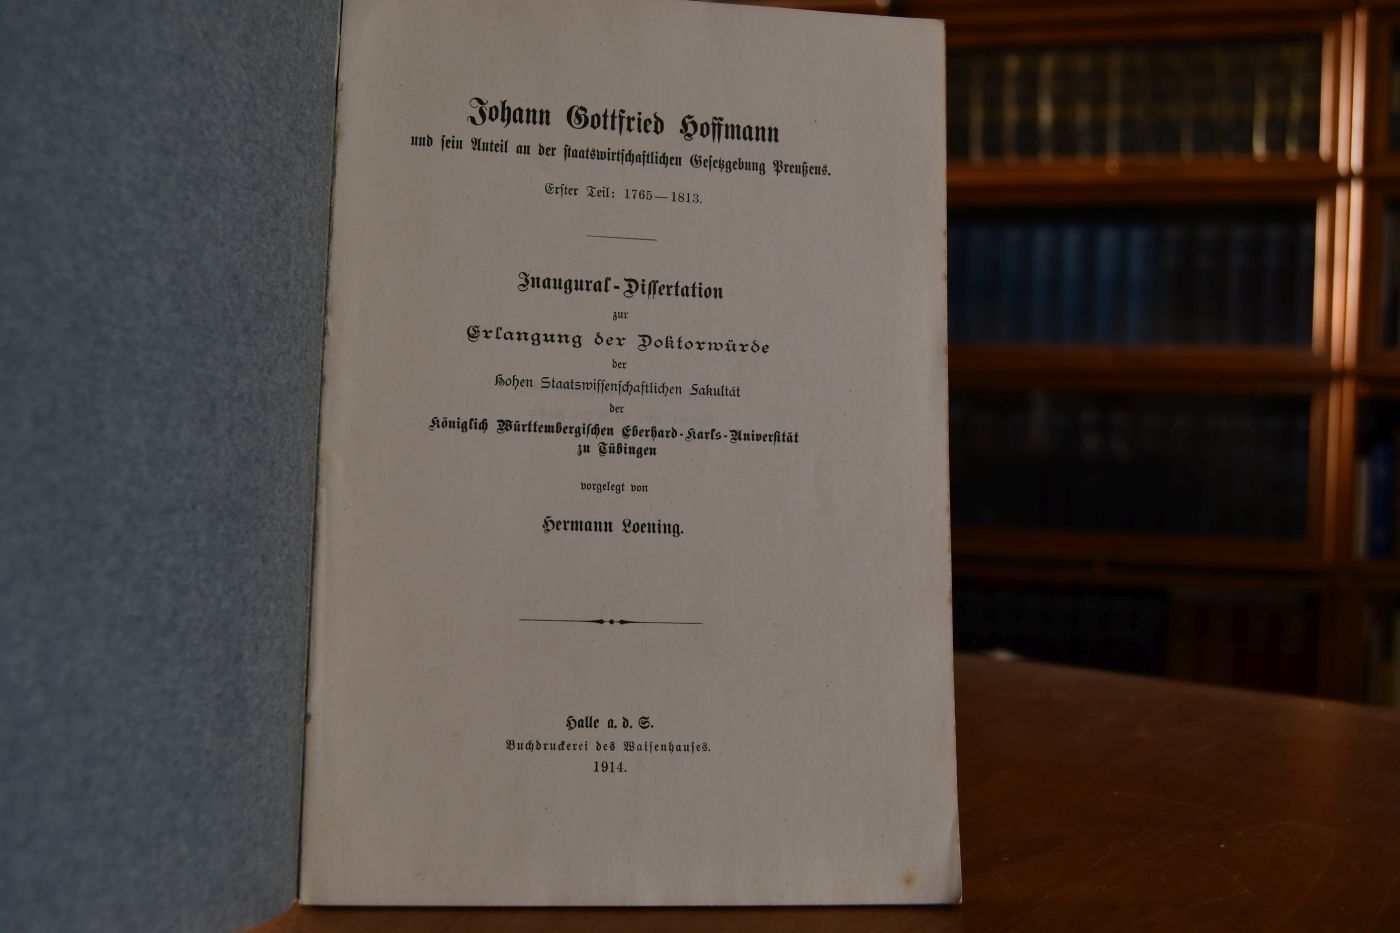 Johann Gottfried Hoffmann
und sein Anteil an der staatswirtschaftlichen Gesetzgebung Preußens.
Erster Teil: 1765—1813.
Inaugural-Dissertation
zur
Erlangung der Doktorwürde
der
Hohen Staatswissenschaftlichen Fakultät
der
Königlich Württembergischen Eberhard-Karls-Universität
zu Tübingen
vorgelegt von
Hermann Loening.
Halle a. d. S.
Buchdruckerei des Waisenhauses.
1914.